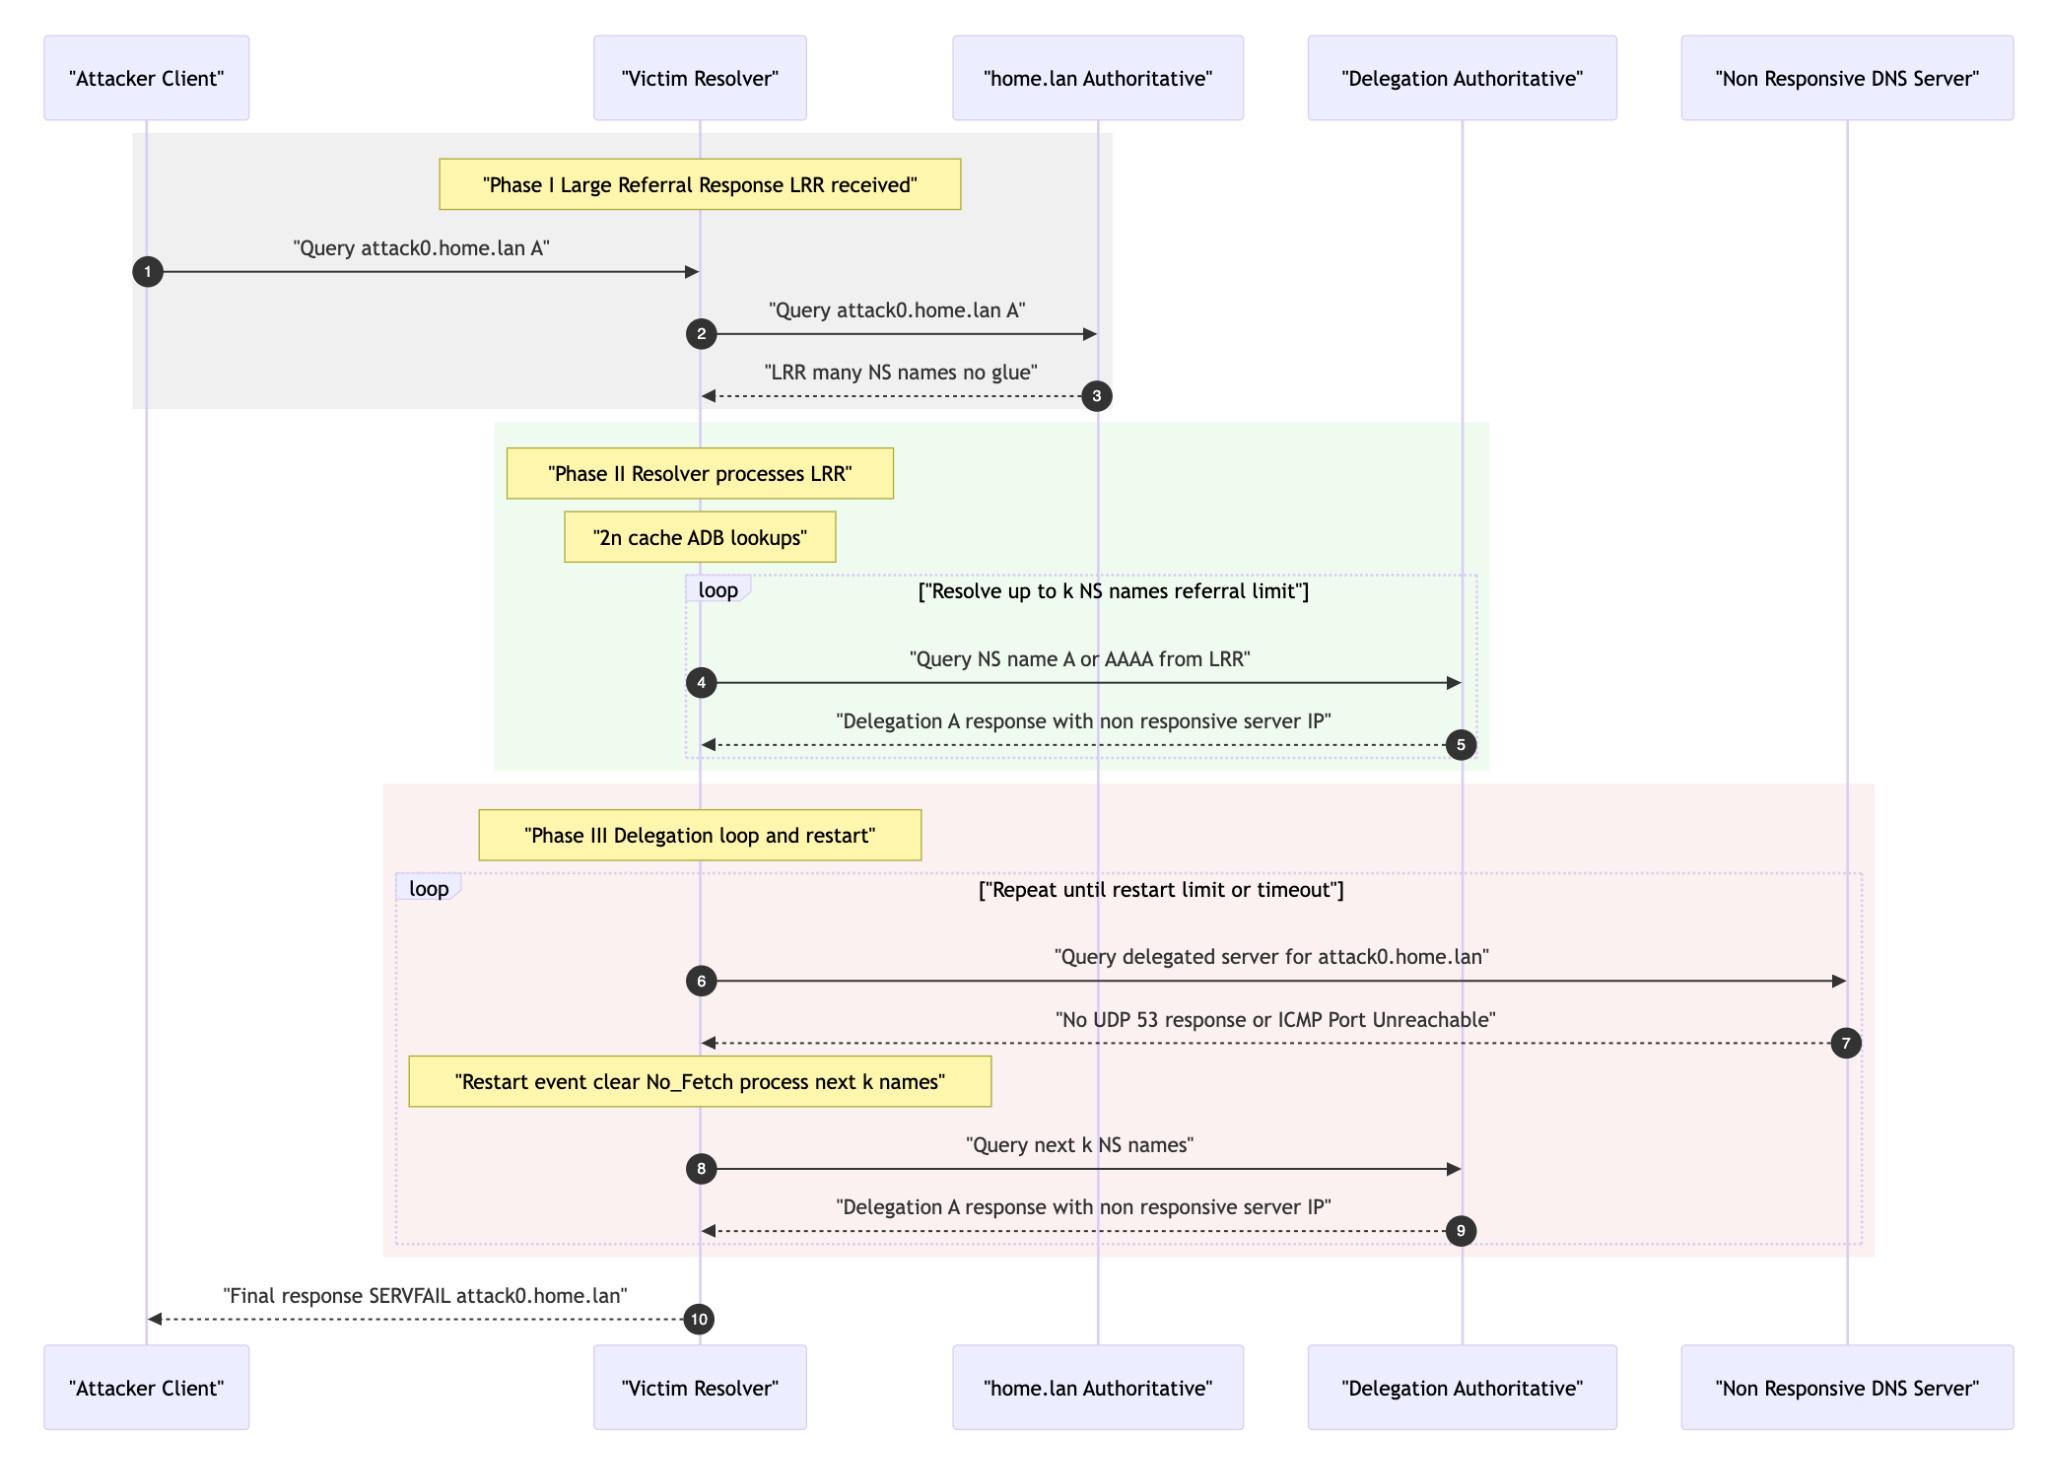 "Attacker Client"
"Victim Resolver"
"home.lan Authoritative"
"Delegation Authoritative"
"Non Responsive DNS Server"
"Phase I Large Referral Response LRR received"
"Query attack0.home.lan A"
1
"Query attack0.home.lan A"
2
"LRR many NS names no glue"
3
"Phase II Resolver processes LRR"
"2n cache ADB lookups"
loop
["Resolve up to k NS names referral limit"]
"Query NS name A or AAAA from LRR"
4
"Delegation A response with non responsive server IP"
5
"Phase III Delegation loop and restart"
loop
["Repeat until restart limit or timeout"]
"Query delegated server for attack0.home.lan"
6
"No UDP 53 response or ICMP Port Unreachable"
7
"Restart event clear No_Fetch process next k names"
"Query next k NS names"
8
"Delegation A response with non responsive server IP"
9
"Final response SERVFAIL attack0.home.lan"
10
"Attacker Client"
"Victim Resolver"
"home.lan Authoritative"
"Delegation Authoritative"
"Non Responsive DNS Server"